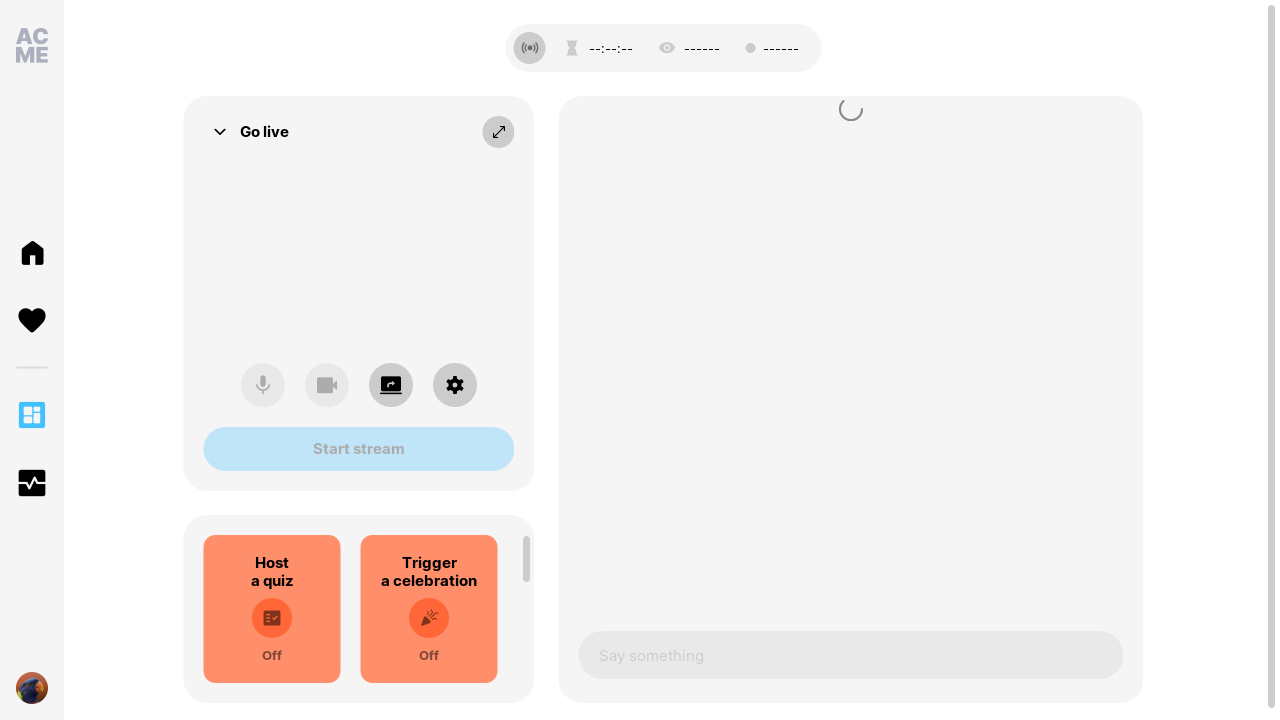 AC
ME
--:--:-- ------ ------
Go live
Start stream
Host
a quiz
Off
Trigger
a celebration
Off
Say something